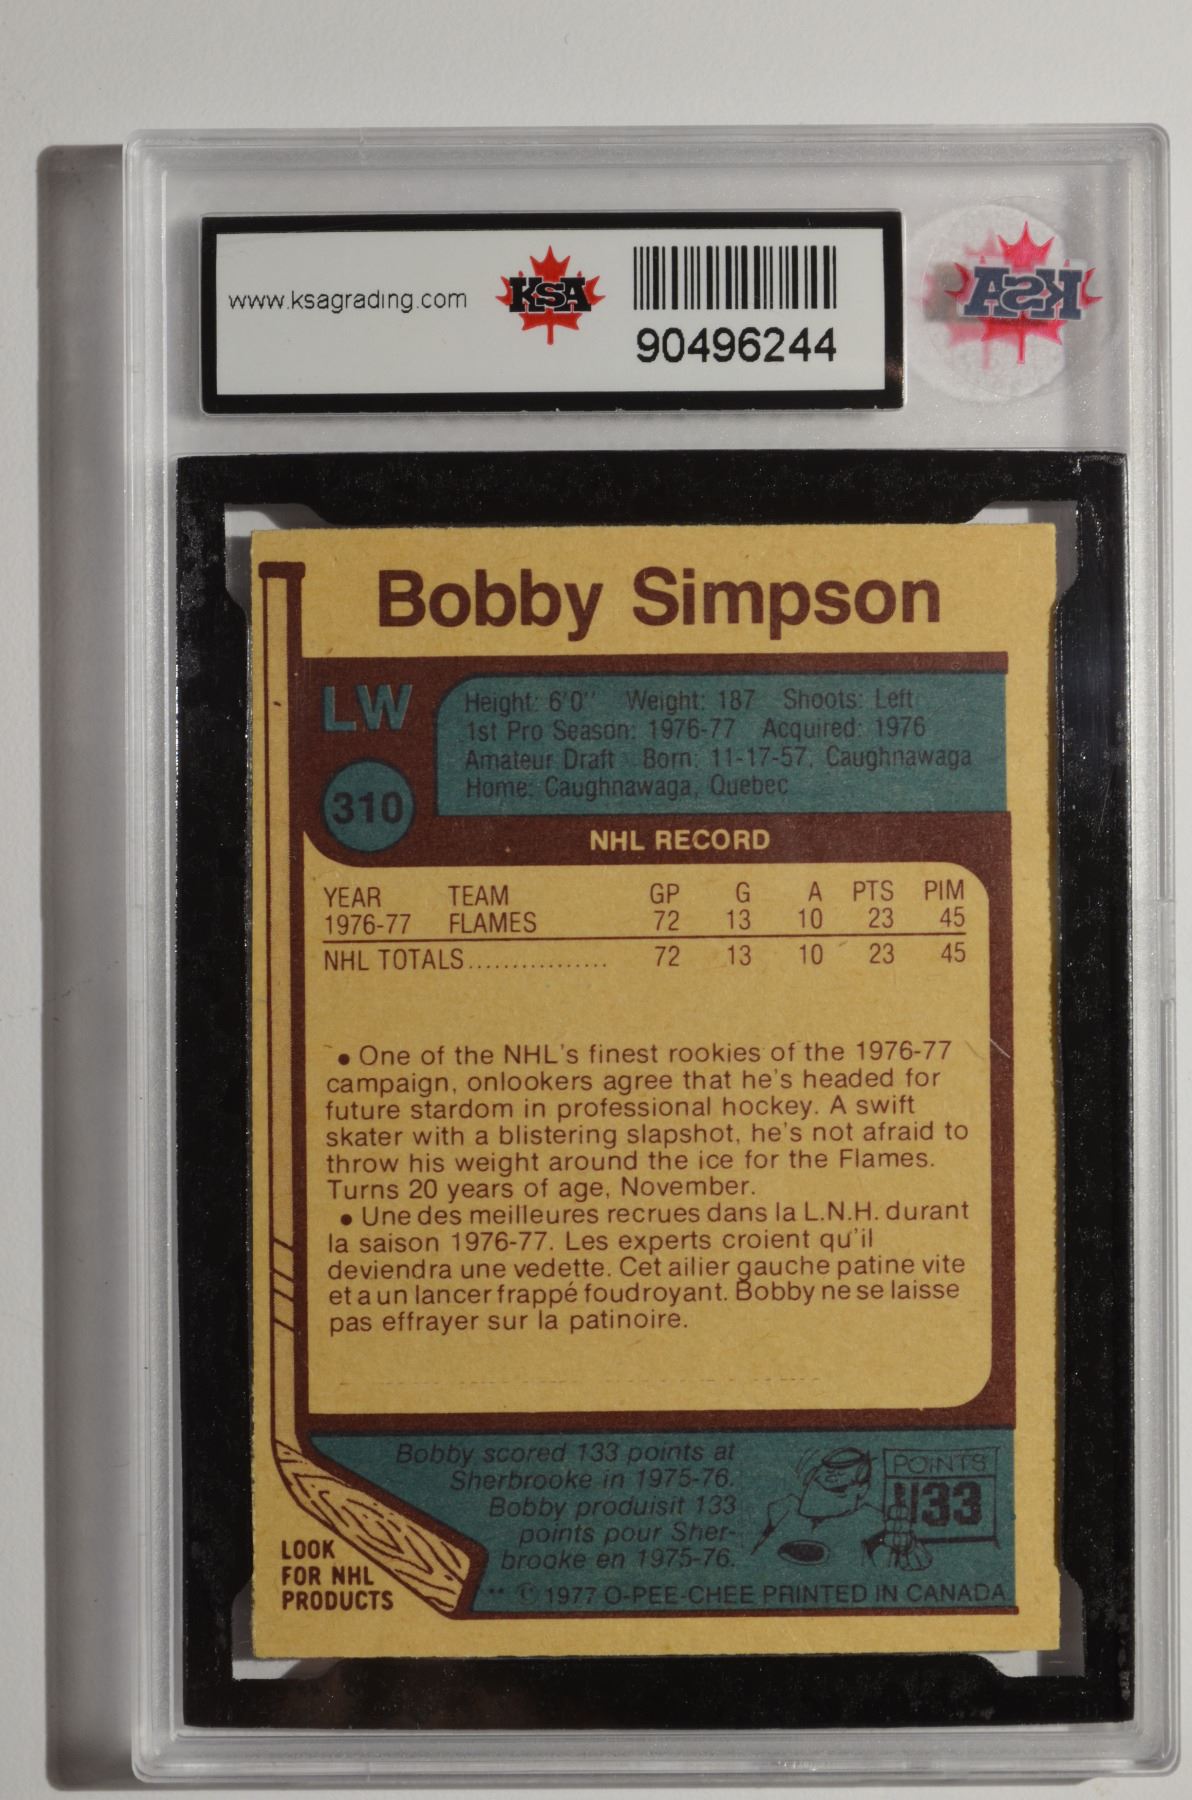 www.ksagrading.com
KSA
90496244
KSA
Bobby Simpson
LW
310
Height: 6'0'' Weight: 187 Shoots: Left
1st Pro Season: 1976-77 Acquired: 1976
Amateur Draft Born: 11-17-57, Caughnawaga
Home: Caughnawaga, Quebec
NHL RECORD
YEAR TEAM GP G A PTS PIM
1976-77 FLAMES 72 13 10 23 45
NHL TOTALS................ 72 13 10 23 45
• One of the NHL's finest rookies of the 1976-77
campaign, onlookers agree that he's headed for
future stardom in professional hockey. A swift
skater with a blistering slapshot, he's not afraid to
throw his weight around the ice for the Flames.
Turns 20 years of age, November.
• Une des meilleures recrues dans la L.N.H. durant
la saison 1976-77. Les experts croient qu'il
deviendra une vedette. Cet ailier gauche patine vite
et a un lancer frappé foudroyant. Bobby ne se laisse
pas effrayer sur la patinoire.
Bobby scored 133 points at
Sherbrooke in 1975-76.
Bobby produisit 133
points pour Sher-
brooke en 1975-76.
POINTS
133
LOOK
FOR NHL
PRODUCTS
** © 1977 O-PEE-CHEE PRINTED IN CANADA